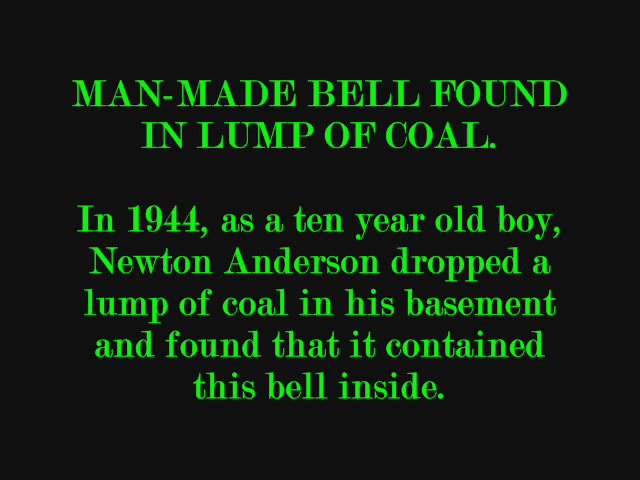 MAN-MADE BELL FOUND
IN LUMP OF COAL.
In 1944, as a ten year old boy,
Newton Anderson dropped a
lump of coal in his basement
and found that it contained
this bell inside.